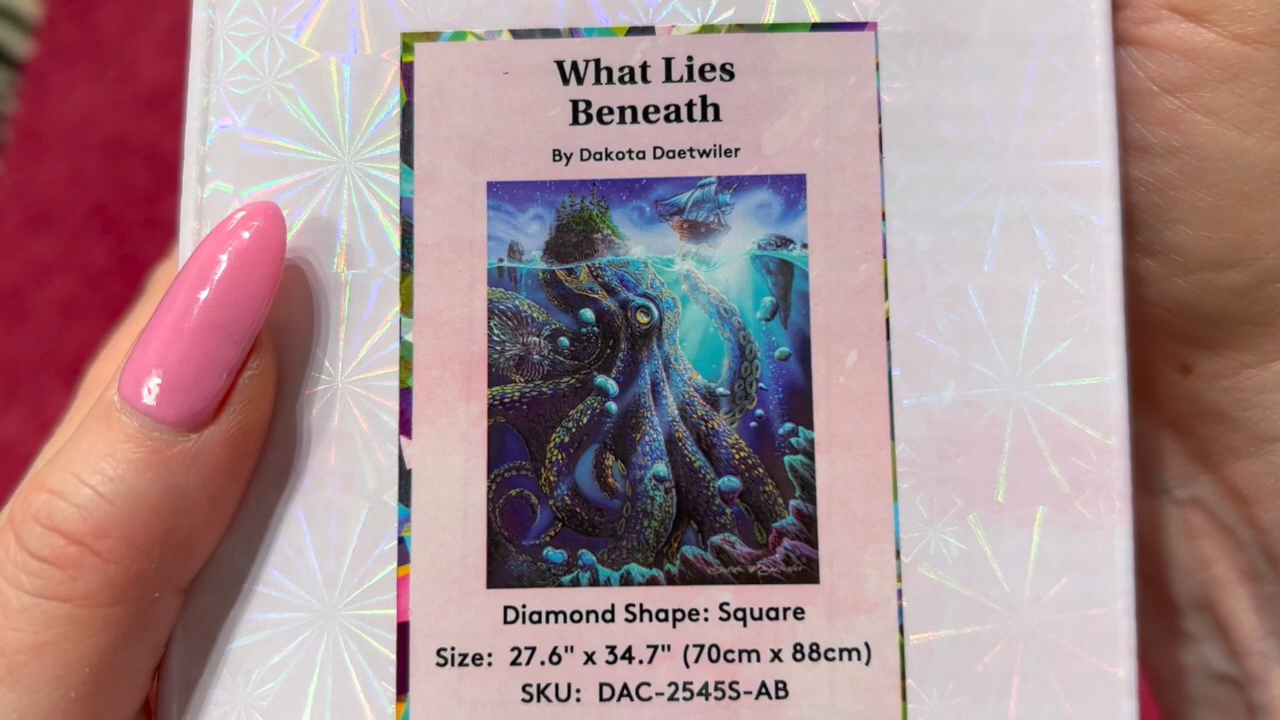 What Lies
Beneath
By Dakota Daetwiler
Diamond Shape: Square
Size: 27.6" x 34.7" (70cm x 88cm)
SKU: DAC-2545S-AB